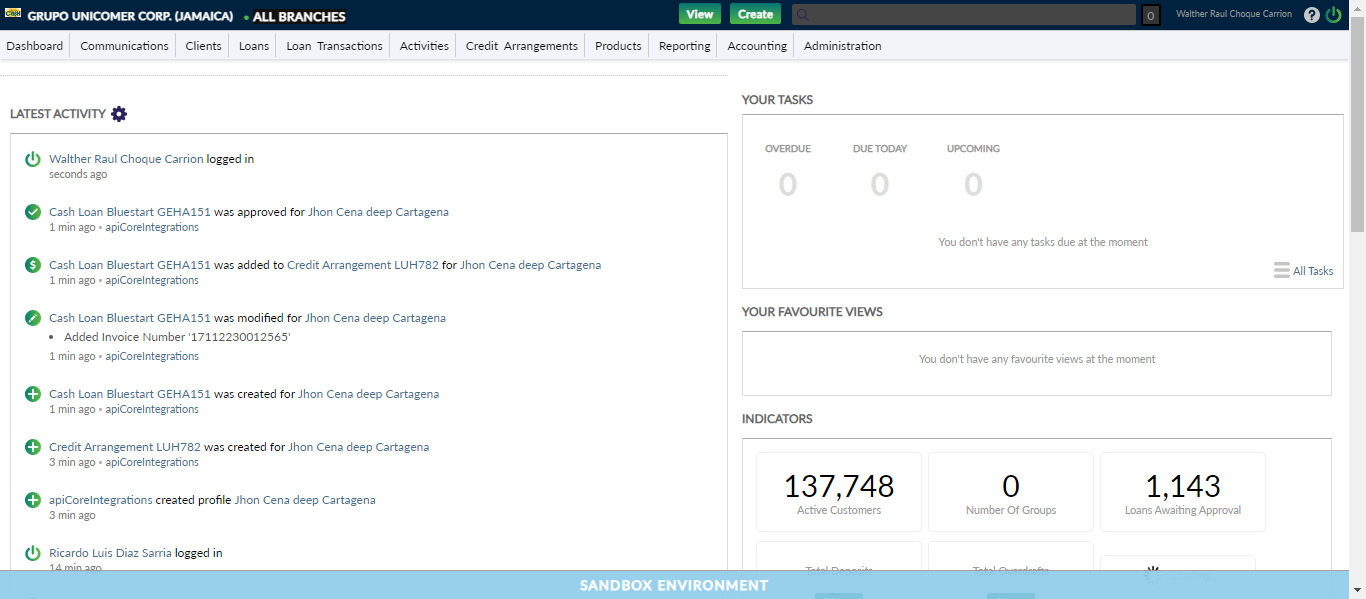 CASH
GRUPO UNICOMER CORP. (JAMAICA) • ALL BRANCHES
View Create 0 Walther Raul Choque Carrion ?
Dashboard Communications Clients Loans Loan Transactions Activities Credit Arrangements Products Reporting Accounting Administration
LATEST ACTIVITY
Walther Raul Choque Carrion logged in
seconds ago
Cash Loan Bluestart GEHA151 was approved for Jhon Cena deep Cartagena
1 min ago • apiCoreIntegrations
$ Cash Loan Bluestart GEHA151 was added to Credit Arrangement LUH782 for Jhon Cena deep Cartagena
1 min ago • apiCoreIntegrations
Cash Loan Bluestart GEHA151 was modified for Jhon Cena deep Cartagena
• Added Invoice Number '17112230012565'
1 min ago • apiCoreIntegrations
Cash Loan Bluestart GEHA151 was created for Jhon Cena deep Cartagena
1 min ago • apiCoreIntegrations
Credit Arrangement LUH782 was created for Jhon Cena deep Cartagena
3 min ago • apiCoreIntegrations
apiCoreIntegrations created profile Jhon Cena deep Cartagena
3 min ago
Ricardo Luis Diaz Sarria logged in
14 min ago
YOUR TASKS
OVERDUE DUE TODAY UPCOMING
0 0 0
You don't have any tasks due at the moment
All Tasks
YOUR FAVOURITE VIEWS
You don't have any favourite views at the moment
INDICATORS
137,748 0 1,143
Active Customers Number Of Groups Loans Awaiting Approval
Total Deposits Total Overdrafts
SANDBOX ENVIRONMENT